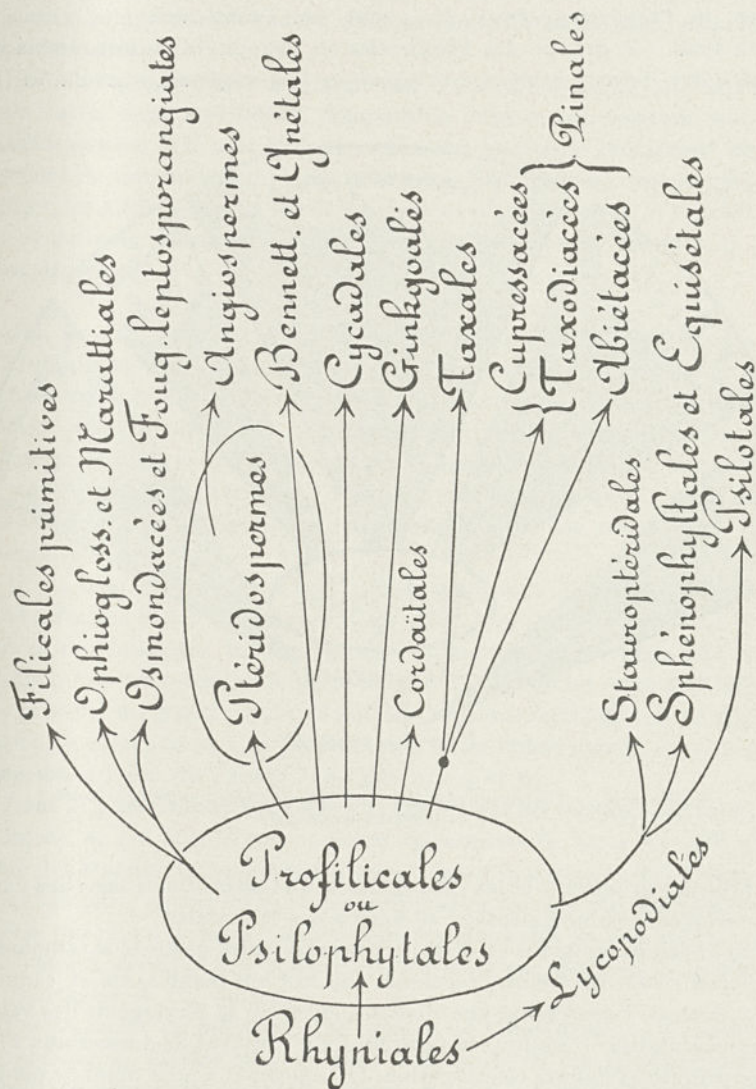 Filicales primitives
Ophiogloss. et Marattiales
Osmondacées et Foug. leptosporangiates
Angiospermes
Ptéridospermes
Bennett. et Gnétales
Cycadales
Ginkgoalés
Cordaïtales
Taxales
Cupressacées
Taxodiacées
Pinales
Abiétacées
Stauroptéridales
Sphénophyllales et Equisétales
Psilotales
Profilicales
ou
Psilophytales
Rhyniales
Lycopodiales